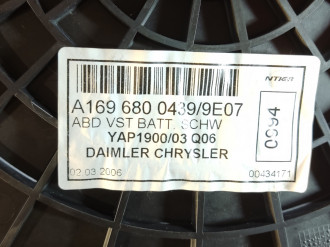 A169 680 0439/9E07
ABD VST BATT. SCHW
YAP1900/03 Q06
DAIMLER CHRYSLER
02.03.2006
00434171
0094